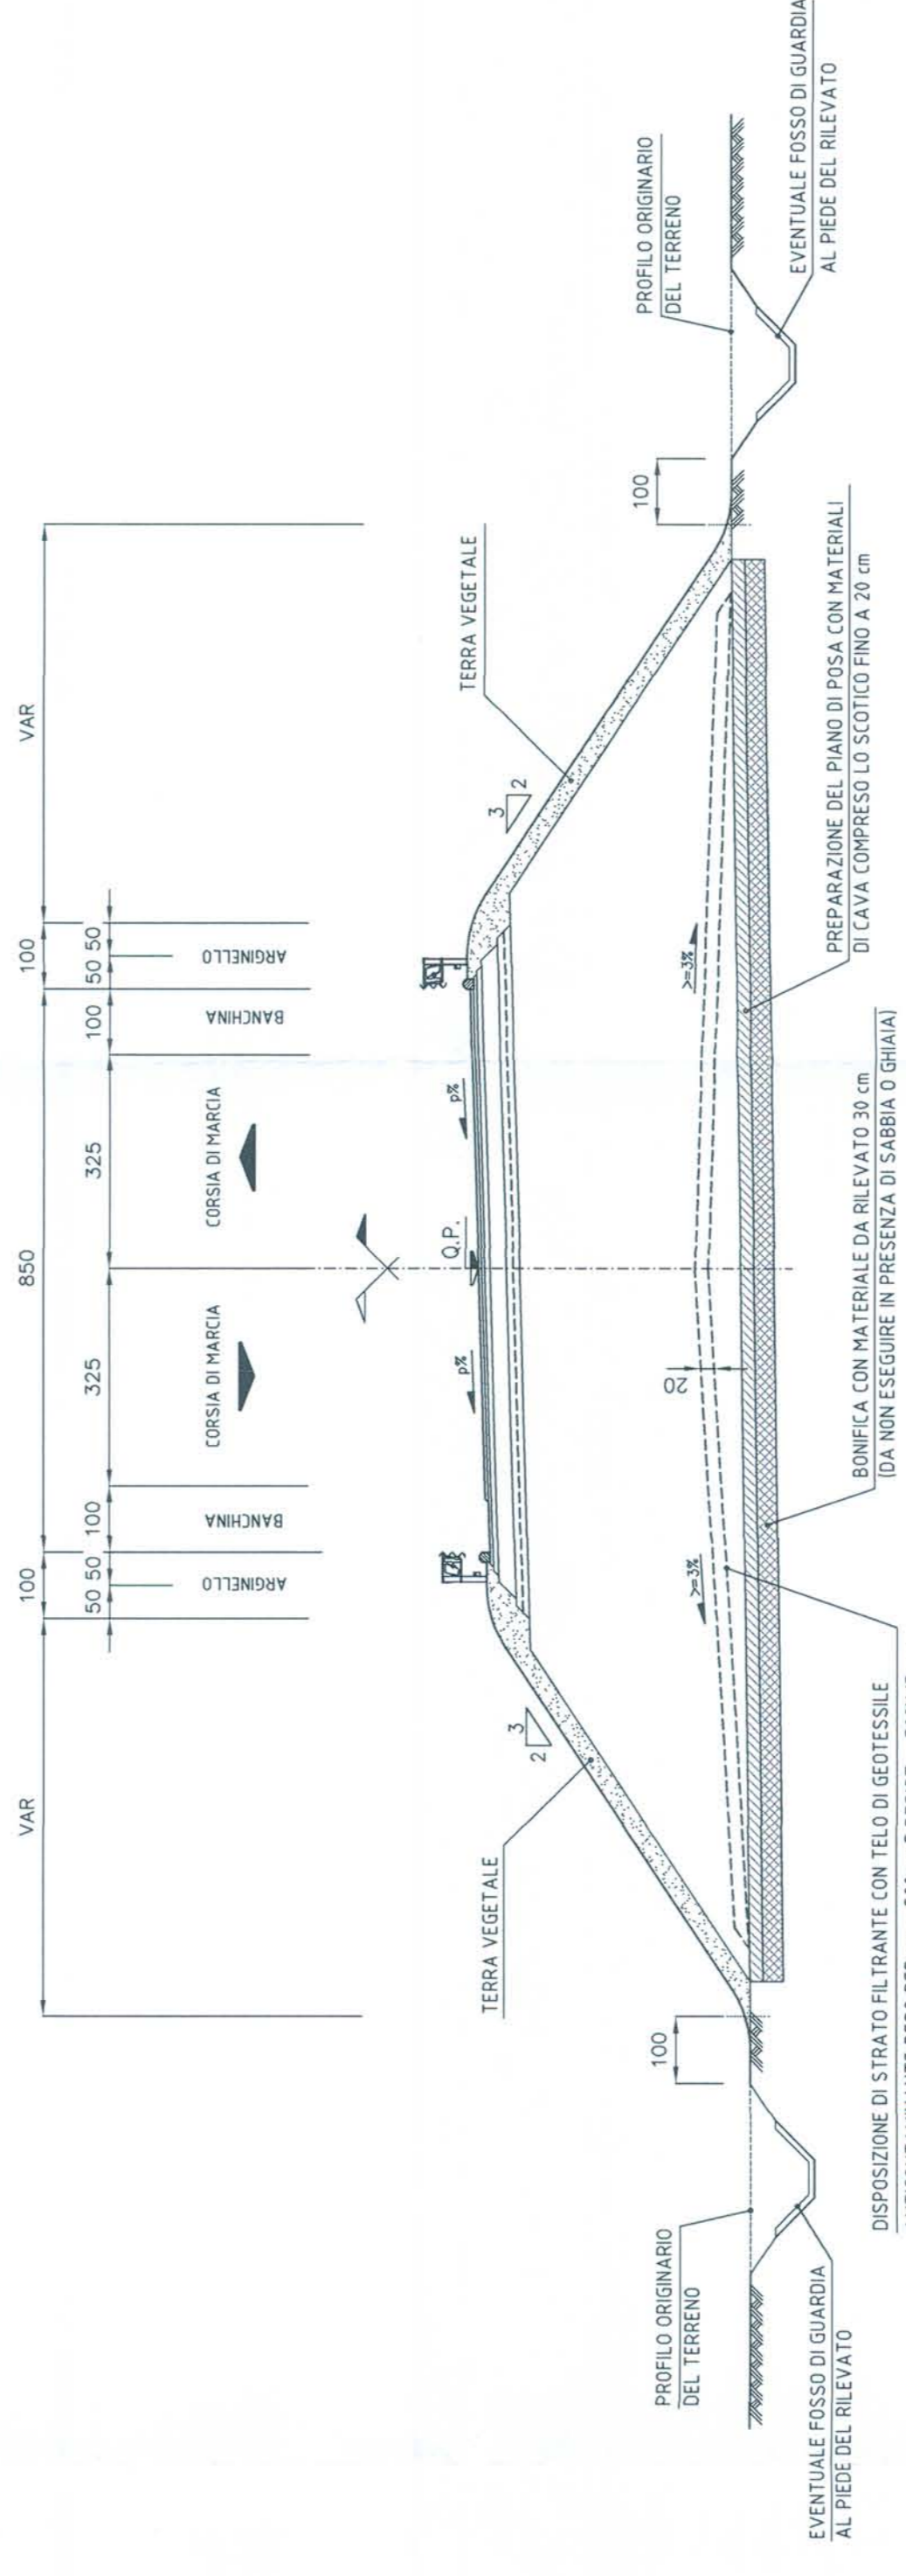 VAR
100
850
100
VAR
50 50
100
325
325
100
50 50
ARGINELLO
BANCHINA
CORSIA DI MARCIA
CORSIA DI MARCIA
BANCHINA
ARGINELLO
Q.P.
p%
p%
3
2
3
2
TERRA VEGETALE
TERRA VEGETALE
100
100
PROFILO ORIGINARIO
DEL TERRENO
PROFILO ORIGINARIO
DEL TERRENO
>=3%
20
>=3%
EVENTUALE FOSSO DI GUARDIA
AL PIEDE DEL RILEVATO
EVENTUALE FOSSO DI GUARDIA
AL PIEDE DEL RILEVATO
DISPOSIZIONE DI STRATO FILTRANTE CON TELO DI GEOTESSILE
BONIFICA CON MATERIALE DA RILEVATO 30 cm
(DA NON ESEGUIRE IN PRESENZA DI SABBIA O GHIAIA)
PREPARAZIONE DEL PIANO DI POSA CON MATERIALI
DI CAVA COMPRESO LO SCOTICO FINO A 20 cm